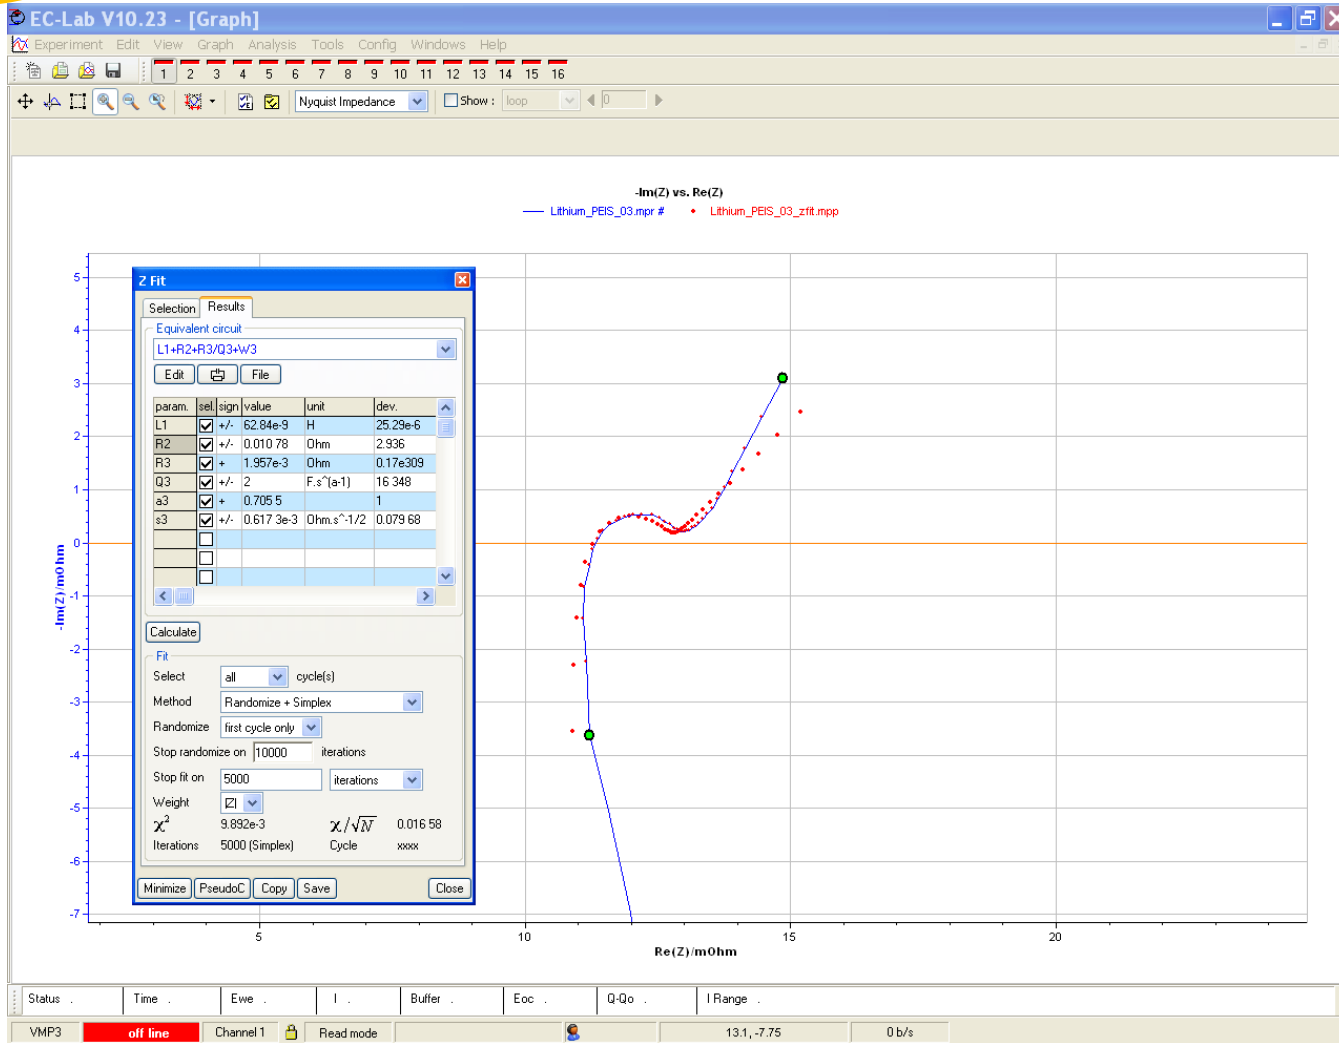 EC-Lab V10.23 - [Graph]
Experiment Edit View Graph Analysis Tools Config Windows Help
1 2 3 4 5 6 7 8 9 10 11 12 13 14 15 16
Nyquist Impedance Show : loop 0
-Im(Z) vs. Re(Z)
Lithium_PEIS_03.mpr # Lithium_PEIS_03_zfit.mpp
Z Fit
Selection Results
Equivalent circuit
L1+R2+R3/Q3+W3
Edit File
param. sel. sign value unit dev.
L1 +/- 62.84e-9 H 25.29e-6
R2 +/- 0.010 78 Ohm 2.936
R3 + 1.957e-3 Ohm 0.17e309
Q3 +/- 2 F.s^(a-1) 16 348
a3 + 0.705 5 1
s3 +/- 0.617 3e-3 Ohm.s^-1/2 0.079 68
Calculate
Fit
Select all cycle(s)
Method Randomize + Simplex
Randomize first cycle only
Stop randomize on 10000 iterations
Stop fit on 5000 iterations
Weight |Z|
χ² 9.892e-3 χ/√N 0.016 58
Iterations 5000 (Simplex) Cycle xxxx
Minimize PseudoC Copy Save Close
-Im(Z)/mOhm
5
4
3
2
1
0
-1
-2
-3
-4
-5
-6
-7
5 10 15 20
Re(Z)/mOhm
Status . Time . Ewe . I . Buffer . Eoc . Q-Qo . I Range .
VMP3 off line Channel 1 Read mode 13.1, -7.75 0 b/s